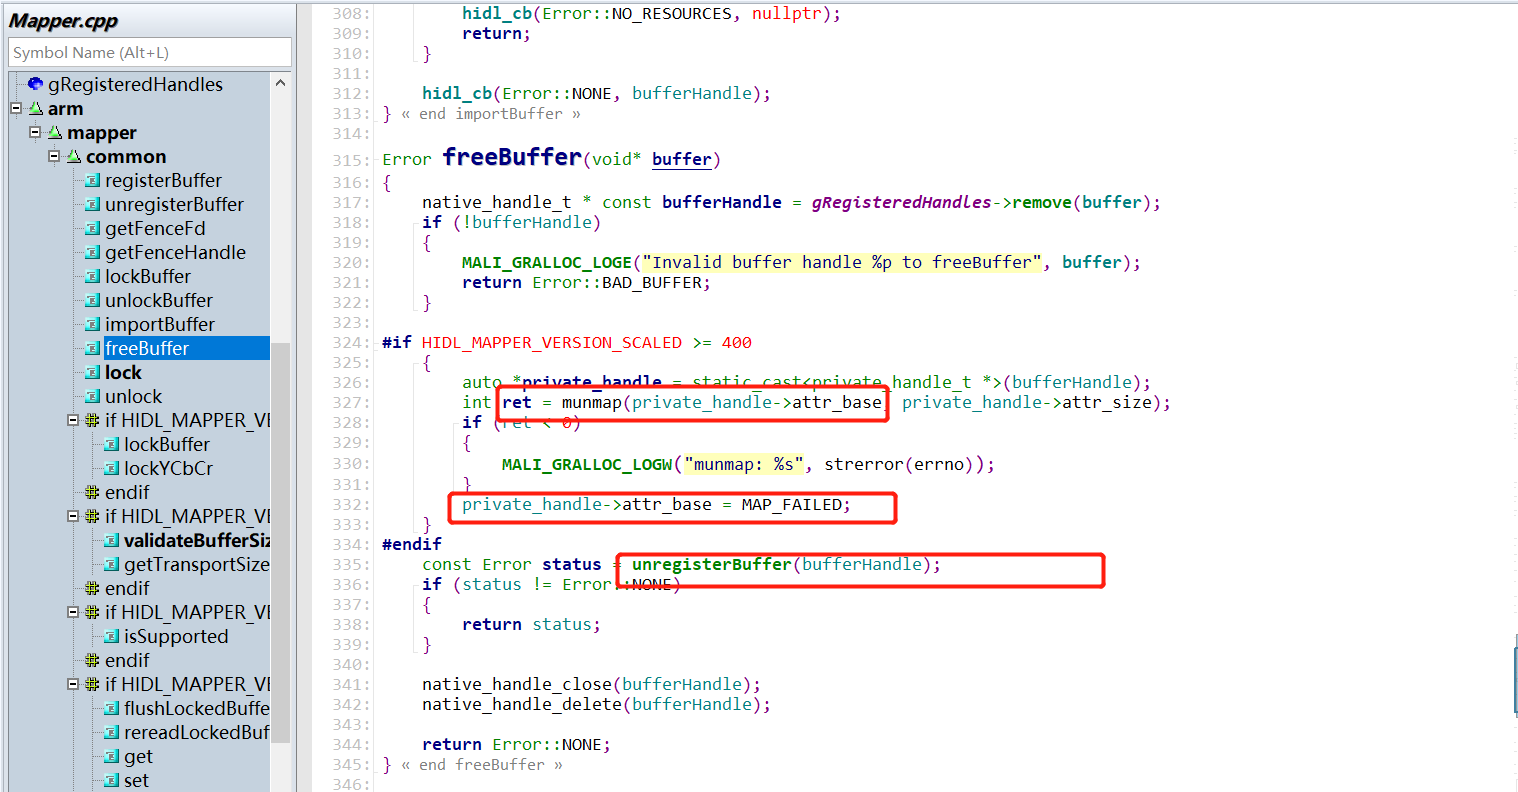 Mapper.cpp
Symbol Name (Alt+L)
gRegisteredHandles
arm
mapper
common
registerBuffer
unregisterBuffer
getFenceFd
getFenceHandle
lockBuffer
unlockBuffer
importBuffer
freeBuffer
lock
unlock
if HIDL_MAPPER_VE
lockBuffer
lockYCbCr
endif
if HIDL_MAPPER_VE
validateBufferSiz
getTransportSize
endif
if HIDL_MAPPER_VE
isSupported
endif
if HIDL_MAPPER_VE
flushLockedBuffe
rereadLockedBuf
get
set
308: hidl_cb(Error::NO_RESOURCES, nullptr);
309: return;
310: }
311:
312: hidl_cb(Error::NONE, bufferHandle);
313: } « end importBuffer »
314:
315: Error freeBuffer(void* buffer)
316: {
317: native_handle_t * const bufferHandle = gRegisteredHandles->remove(buffer);
318: if (!bufferHandle)
319: {
320: MALI_GRALLOC_LOGE("Invalid buffer handle %p to freeBuffer", buffer);
321: return Error::BAD_BUFFER;
322: }
323:
324: #if HIDL_MAPPER_VERSION_SCALED >= 400
325: {
326: auto *private_handle = static_cast<private_handle_t *>(bufferHandle);
327: int ret = munmap(private_handle->attr_base, private_handle->attr_size);
328: if (ret < 0)
329: {
330: MALI_GRALLOC_LOGW("munmap: %s", strerror(errno));
331: }
332: private_handle->attr_base = MAP_FAILED;
333: }
334: #endif
335: const Error status = unregisterBuffer(bufferHandle);
336: if (status != Error::NONE)
337: {
338: return status;
339: }
340:
341: native_handle_close(bufferHandle);
342: native_handle_delete(bufferHandle);
343:
344: return Error::NONE;
345: } « end freeBuffer »
346: